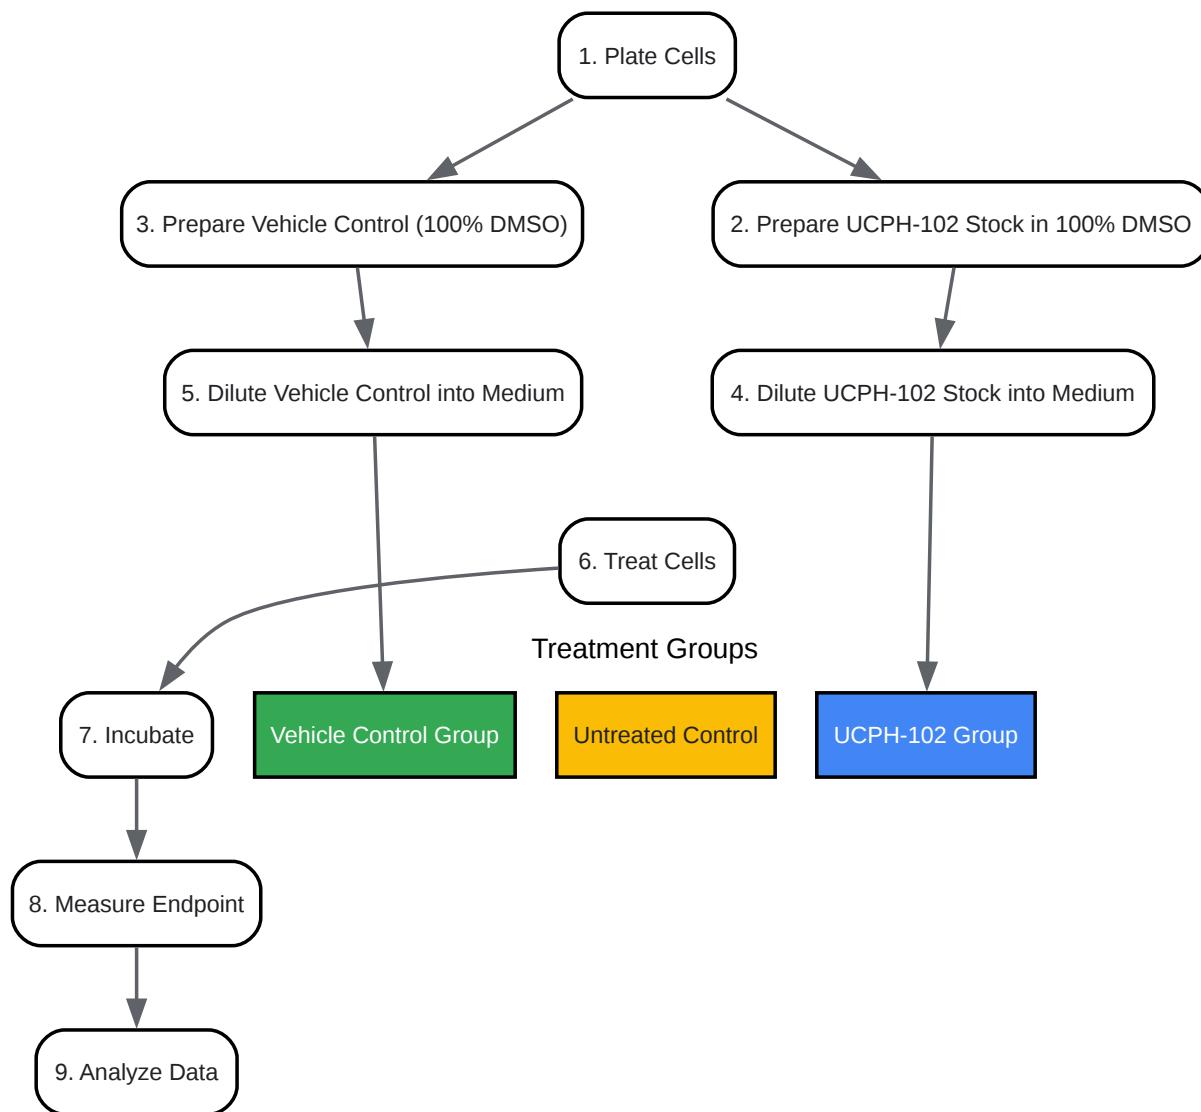 1. Plate Cells
3. Prepare Vehicle Control (100% DMSO)
2. Prepare UCPH-102 Stock in 100% DMSO
5. Dilute Vehicle Control into Medium
4. Dilute UCPH-102 Stock into Medium
6. Treat Cells
Treatment Groups
7. Incubate
Vehicle Control Group
Untreated Control
UCPH-102 Group
8. Measure Endpoint
9. Analyze Data